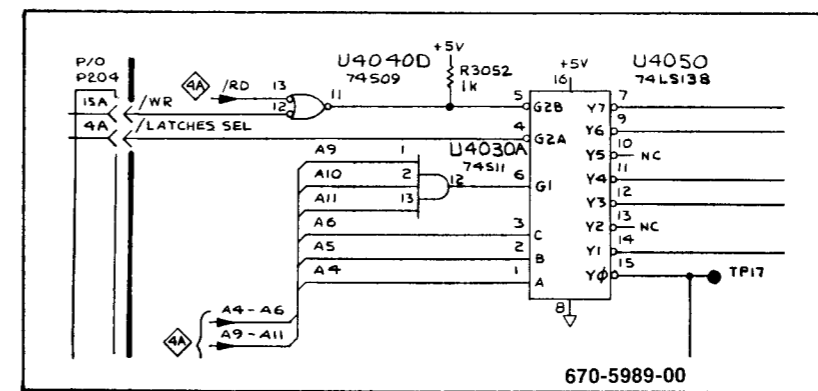 P/O
P204
15A
/WR
4A
/LATCHES SEL
4A
/RD
13
12
11
U4040D
74S09
+5V
R3052
1K
+5V
16
U4050
74LS138
5
G2B
4
G2A
U4030A
74S11
A9
1
A10
2
A11
13
12
6
G1
A6
3
C
A5
2
B
A4
1
A
Y7
7
Y6
9
Y5
10
NC
Y4
11
Y3
12
Y2
13
NC
Y1
14
YØ
15
TP17
8
4A
A4-A6
A9-A11
670-5989-00